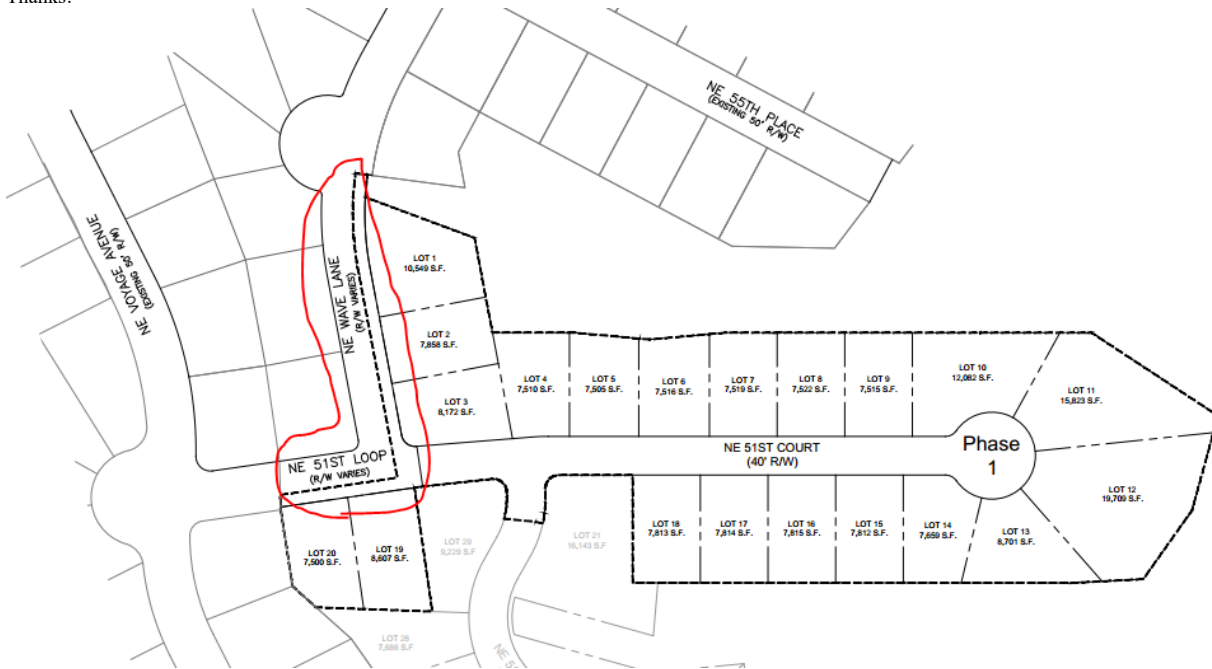 Thanks!
NE 55TH PLACE
(EXISTING 50' R/W)
NE VOYAGE AVENUE
(EXISTING 50' R/W)
NE WAVE LANE
(R/W VARIES)
LOT 1
10,549 S.F.
LOT 2
7,858 S.F.
LOT 3
8,172 S.F.
LOT 4
7,510 S.F.
LOT 5
7,505 S.F.
LOT 6
7,516 S.F.
LOT 7
7,519 S.F.
LOT 8
7,522 S.F.
LOT 9
7,515 S.F.
LOT 10
12,082 S.F.
LOT 11
15,823 S.F.
NE 51ST LOOP
(R/W VARIES)
NE 51ST COURT
(40' R/W)
Phase
1
LOT 12
19,709 S.F.
LOT 20
7,500 S.F.
LOT 19
8,607 S.F.
LOT 29
9,229 S.F
LOT 21
16,143 S.F
LOT 18
7,813 S.F.
LOT 17
7,814 S.F.
LOT 16
7,815 S.F.
LOT 15
7,812 S.F.
LOT 14
7,659 S.F.
LOT 13
8,701 S.F.
LOT 28
7,686 S.F
NE